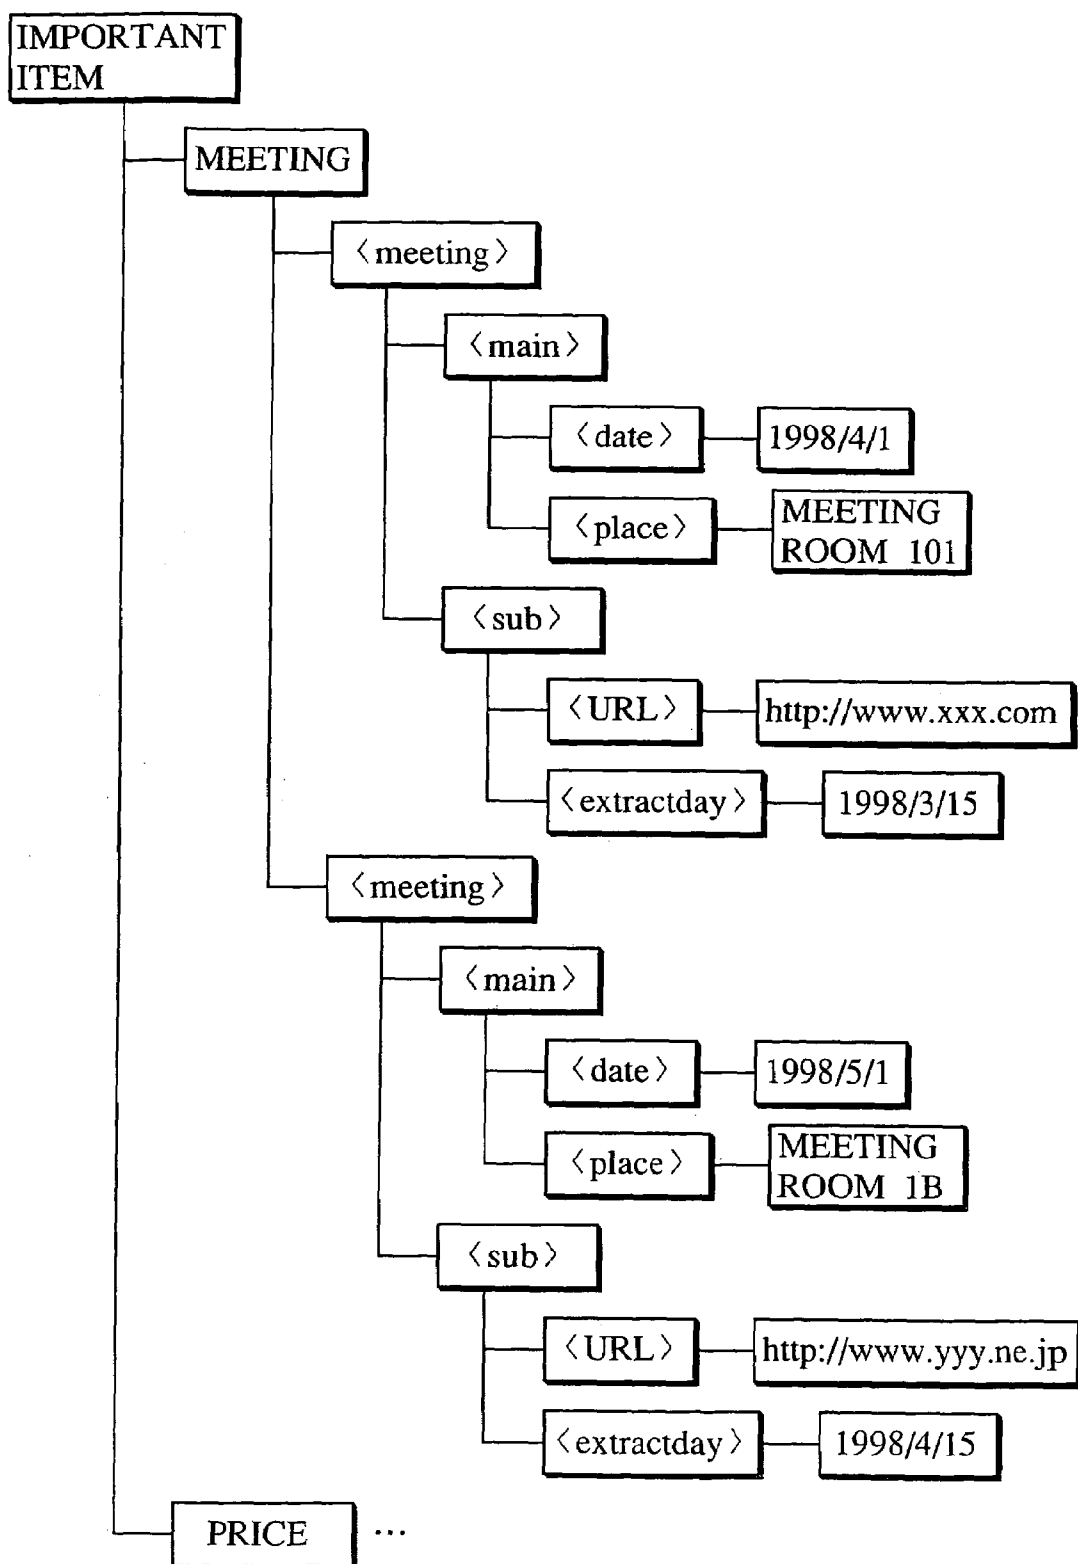 IMPORTANT
ITEM
MEETING
〈meeting〉
〈main〉
〈date〉 1998/4/1
〈place〉 MEETING
ROOM 101
〈sub〉
〈URL〉 http://www.xxx.com
〈extractday〉 1998/3/15
〈meeting〉
〈main〉
〈date〉 1998/5/1
〈place〉 MEETING
ROOM 1B
〈sub〉
〈URL〉 http://www.yyy.ne.jp
〈extractday〉 1998/4/15
PRICE ...